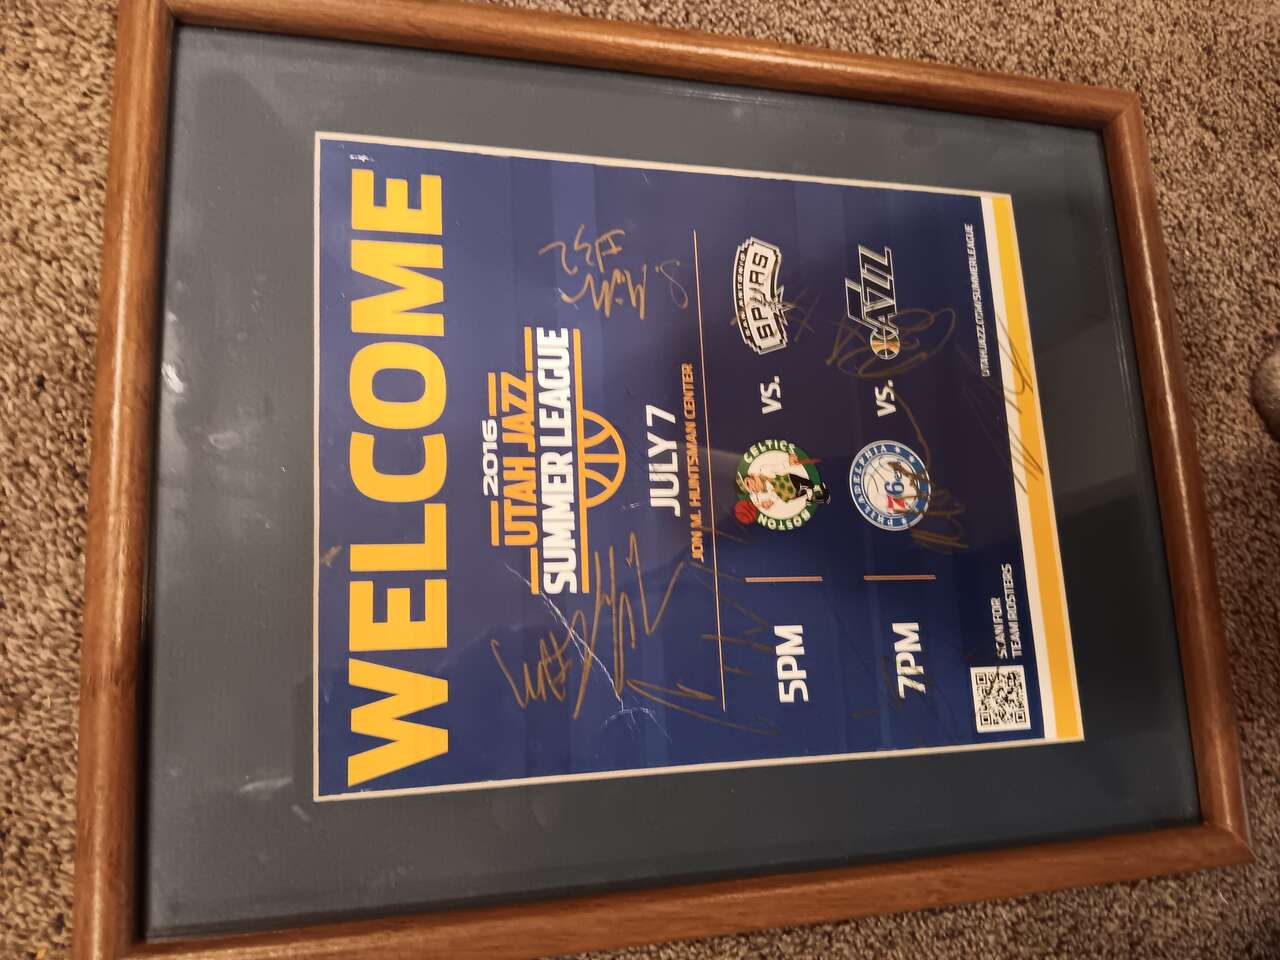 WELCOME
2016
UTAH JAZZ
SUMMER LEAGUE
JULY 7
JON M. HUNTSMAN CENTER
5PM
BOSTON CELTICS
VS.
SAN ANTONIO
SPURS
7PM
PHILADELPHIA
76
VS.
JAZZ
SCAN FOR
TEAM ROSTERS
UTAHJAZZ.COM/SUMMERLEAGUE